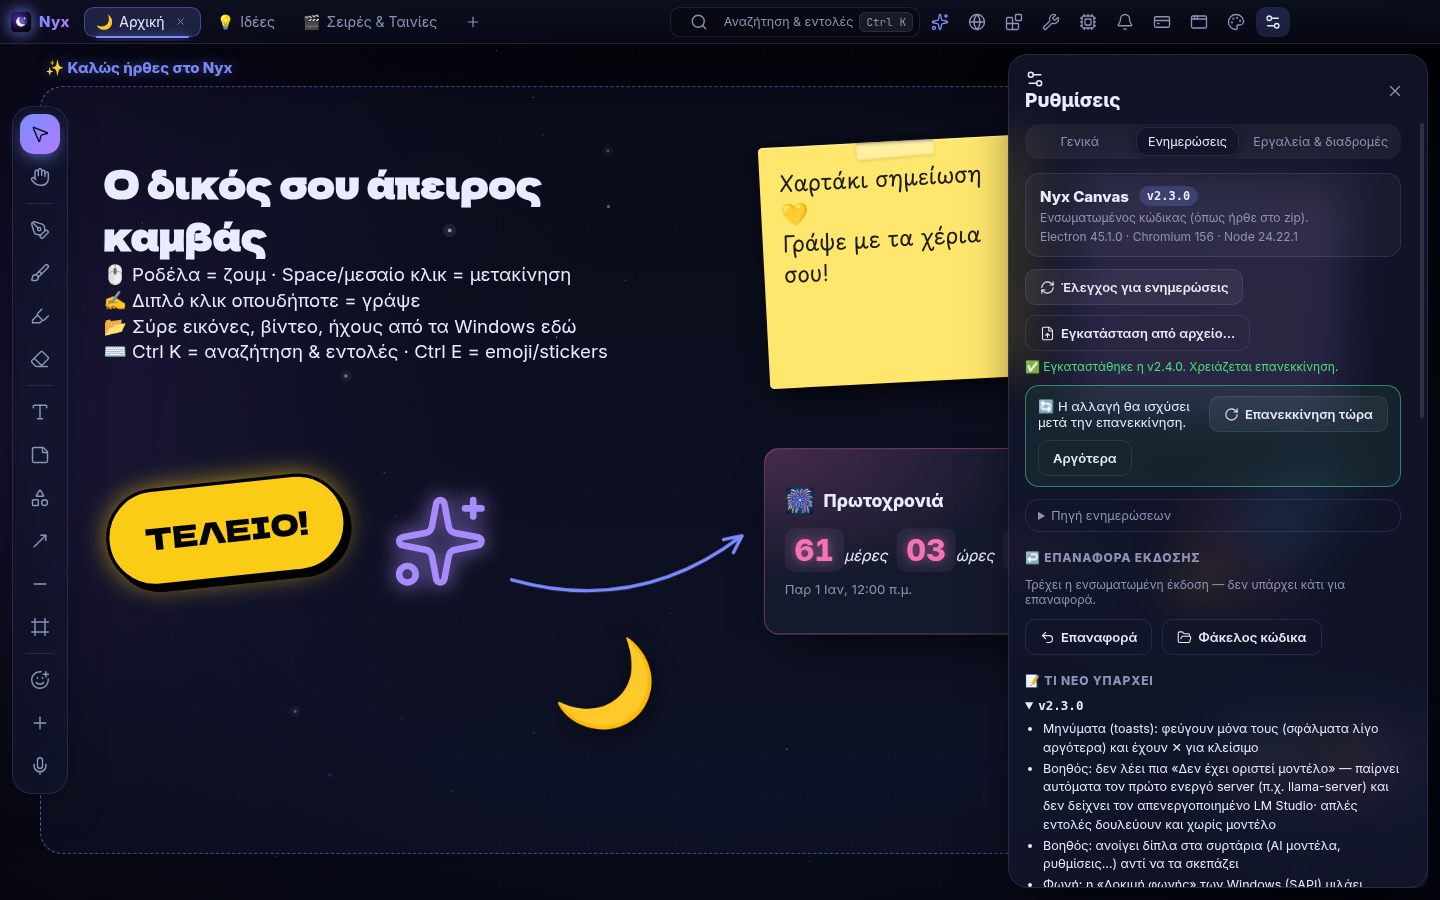 Nyx
🌙 Αρχική ×
💡 Ιδέες
🎬 Σειρές & Ταινίες
Αναζήτηση & εντολές Ctrl K
✨ Καλώς ήρθες στο Nyx
Ο δικός σου άπειρος
καμβάς
🖱️ Ροδέλα = ζουμ · Space/μεσαίο κλικ = μετακίνηση
✍️ Διπλό κλικ οπουδήποτε = γράψε
📂 Σύρε εικόνες, βίντεο, ήχους από τα Windows εδώ
⌨️ Ctrl K = αναζήτηση & εντολές · Ctrl E = emoji/stickers
Χαρτάκι σημείωση
💛
Γράψε με τα χέρια
σου!
ΤΕΛΕΙΟ!
🎆 Πρωτοχρονιά
61 μέρες 03 ώρες
Παρ 1 Ιαν, 12:00 π.μ.
Ρυθμίσεις
Γενικά
Ενημερώσεις
Εργαλεία & διαδρομές
Nyx Canvas v2.3.0
Ενσωματωμένος κώδικας (όπως ήρθε στο zip).
Electron 45.1.0 · Chromium 156 · Node 24.22.1
Έλεγχος για ενημερώσεις
Εγκατάσταση από αρχείο…
✅ Εγκαταστάθηκε η v2.4.0. Χρειάζεται επανεκκίνηση.
🔄 Η αλλαγή θα ισχύσει
μετά την επανεκκίνηση.
Επανεκκίνηση τώρα
Αργότερα
▶ Πηγή ενημερώσεων
↩️ ΕΠΑΝΑΦΟΡΑ ΕΚΔΟΣΗΣ
Τρέχει η ενσωματωμένη έκδοση — δεν υπάρχει κάτι για
επαναφορά.
Επαναφορά
Φάκελος κώδικα
📝 ΤΙ ΝΕΟ ΥΠΑΡΧΕΙ
▼ v2.3.0
• Μηνύματα (toasts): φεύγουν μόνα τους (σφάλματα λίγο
αργότερα) και έχουν ✕ για κλείσιμο
• Βοηθός: δεν λέει πια «Δεν έχει οριστεί μοντέλο» — παίρνει
αυτόματα τον πρώτο ενεργό server (π.χ. llama-server) και
δεν δείχνει τον απενεργοποιημένο LM Studio· απλές
εντολές δουλεύουν και χωρίς μοντέλο
• Βοηθός: ανοίγει δίπλα στα συρτάρια (AI μοντέλα,
ρυθμίσεις…) αντί να τα σκεπάζει
• Φωνή: η «Δοκιμή φωνής» των Windows (SAPI) μιλάει